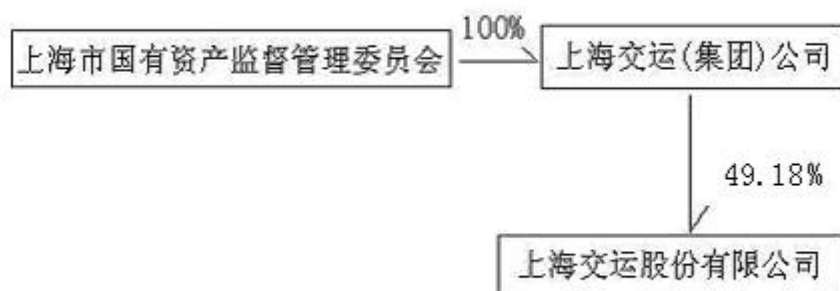 100%
上海市国有资产监督管理委员会
上海交运(集团)公司
49.18%
上海交运股份有限公司